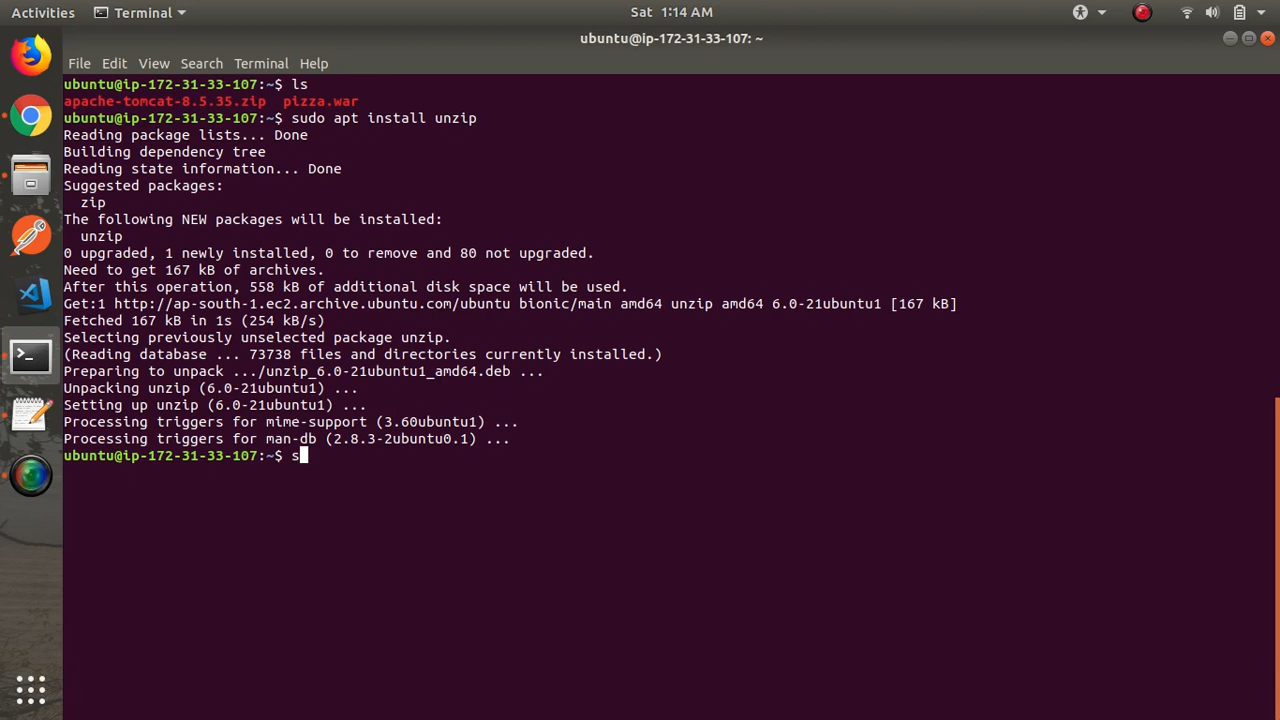 Activities Terminal Sat 1:14 AM
ubuntu@ip-172-31-33-107: ~
File Edit View Search Terminal Help
ubuntu@ip-172-31-33-107:~$ ls
apache-tomcat-8.5.35.zip  pizza.war
ubuntu@ip-172-31-33-107:~$ sudo apt install unzip
Reading package lists... Done
Building dependency tree
Reading state information... Done
Suggested packages:
  zip
The following NEW packages will be installed:
  unzip
0 upgraded, 1 newly installed, 0 to remove and 80 not upgraded.
Need to get 167 kB of archives.
After this operation, 558 kB of additional disk space will be used.
Get:1 http://ap-south-1.ec2.archive.ubuntu.com/ubuntu bionic/main amd64 unzip amd64 6.0-21ubuntu1 [167 kB]
Fetched 167 kB in 1s (254 kB/s)
Selecting previously unselected package unzip.
(Reading database ... 73738 files and directories currently installed.)
Preparing to unpack .../unzip_6.0-21ubuntu1_amd64.deb ...
Unpacking unzip (6.0-21ubuntu1) ...
Setting up unzip (6.0-21ubuntu1) ...
Processing triggers for mime-support (3.60ubuntu1) ...
Processing triggers for man-db (2.8.3-2ubuntu0.1) ...
ubuntu@ip-172-31-33-107:~$ s